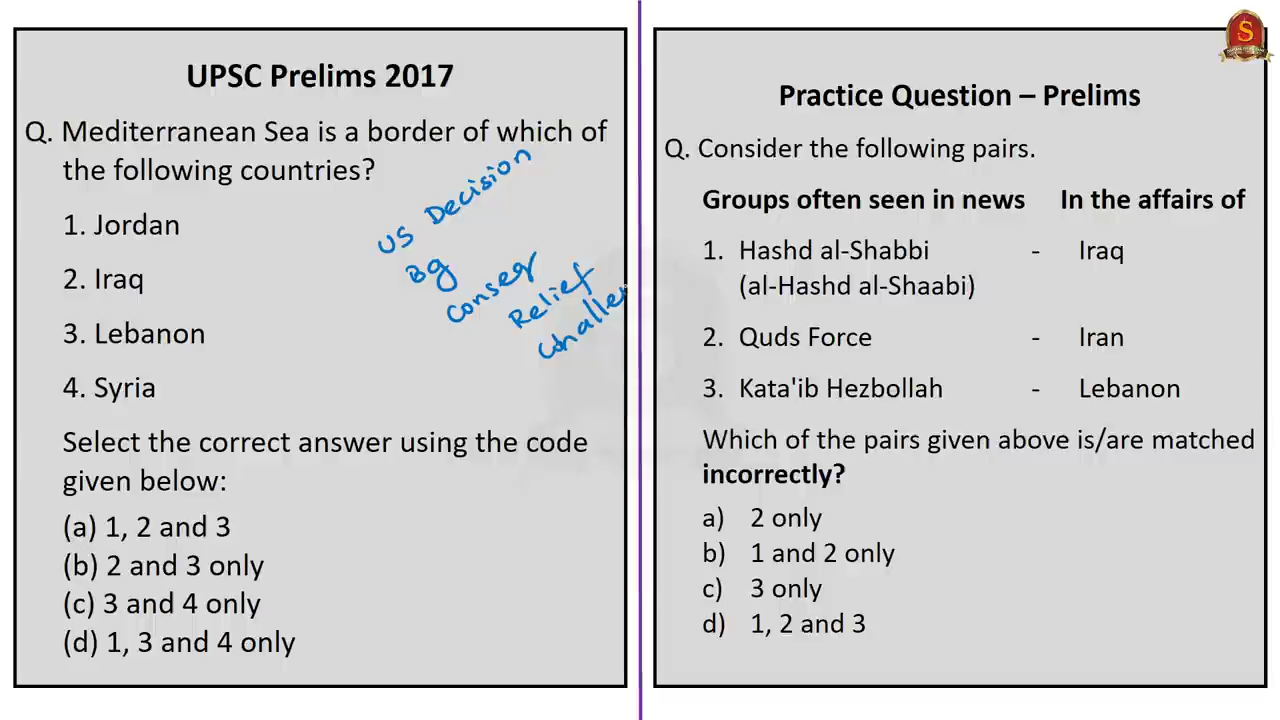 UPSC Prelims 2017
Q. Mediterranean Sea is a border of which of
the following countries?
1. Jordan
2. Iraq
3. Lebanon
4. Syria
US Decision
Bg
Conseq
Relief
Challen
Select the correct answer using the code
given below:
(a) 1, 2 and 3
(b) 2 and 3 only
(c) 3 and 4 only
(d) 1, 3 and 4 only
S
Practice Question – Prelims
Q. Consider the following pairs.
Groups often seen in news In the affairs of
1. Hashd al-Shabbi - Iraq
(al-Hashd al-Shaabi)
2. Quds Force - Iran
3. Kata'ib Hezbollah - Lebanon
Which of the pairs given above is/are matched
incorrectly?
a) 2 only
b) 1 and 2 only
c) 3 only
d) 1, 2 and 3